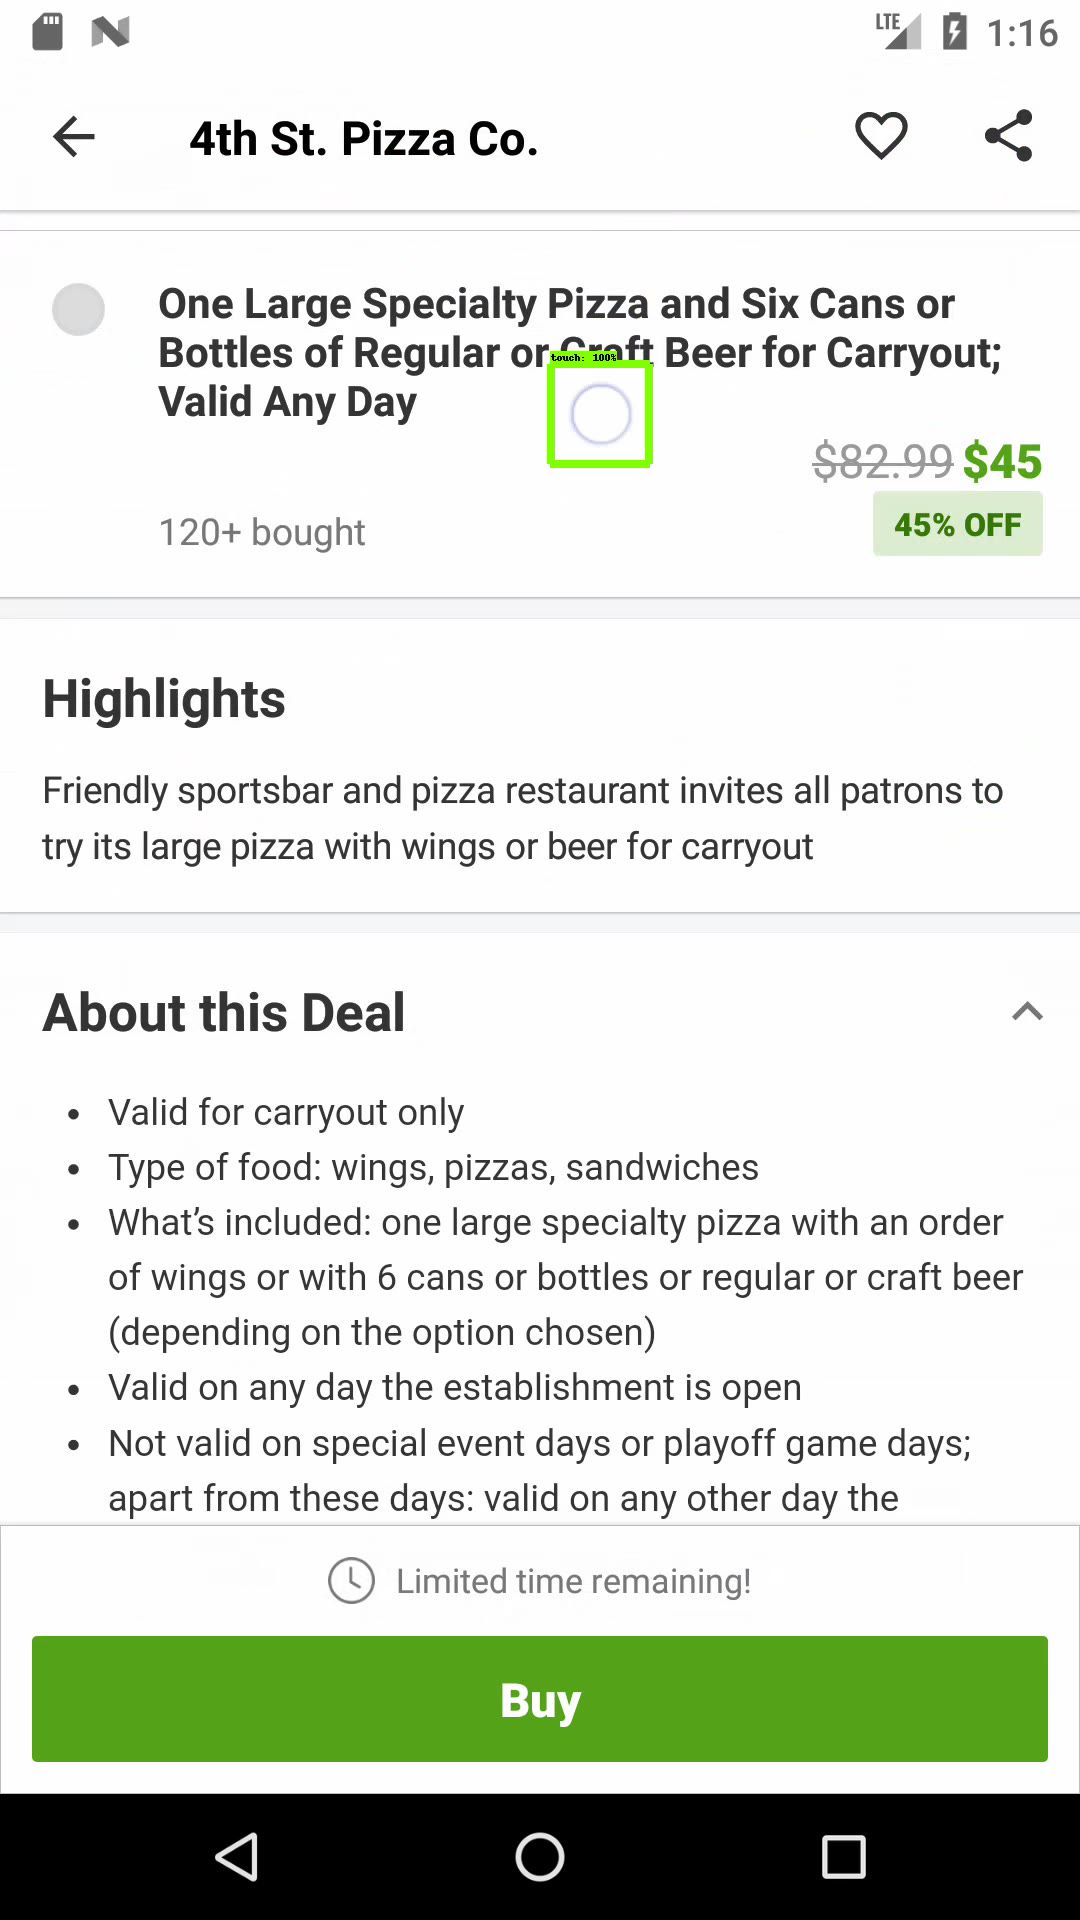 LTE 1:16
4th St. Pizza Co.
One Large Specialty Pizza and Six Cans or
Bottles of Regular or Craft Beer for Carryout;
touch: 100%
Valid Any Day
$82.99 $45
120+ bought
45% OFF
Highlights
Friendly sportsbar and pizza restaurant invites all patrons to
try its large pizza with wings or beer for carryout
About this Deal
• Valid for carryout only
• Type of food: wings, pizzas, sandwiches
• What’s included: one large specialty pizza with an order
of wings or with 6 cans or bottles or regular or craft beer
(depending on the option chosen)
• Valid on any day the establishment is open
• Not valid on special event days or playoff game days;
apart from these days: valid on any other day the
Limited time remaining!
Buy